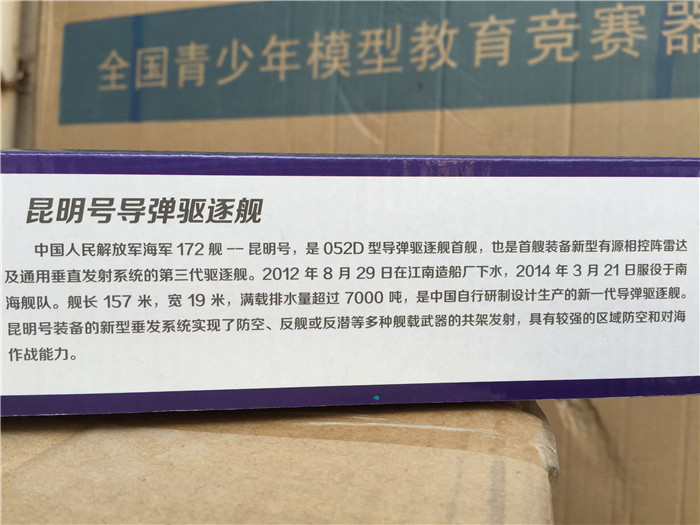 全国青少年模型教育竞赛器
昆明号导弹驱逐舰
中国人民解放军海军 172 舰 -- 昆明号，是 052D 型导弹驱逐舰首舰，也是首艘装备新型有源相控阵雷达
及通用垂直发射系统的第三代驱逐舰。2012 年 8 月 29 日在江南造船厂下水，2014 年 3 月 21 日服役于南
海舰队。舰长 157 米，宽 19 米，满载排水量超过 7000 吨，是中国自行研制设计生产的新一代导弹驱逐舰。
昆明号装备的新型垂发系统实现了防空、反舰或反潜等多种舰载武器的共架发射，具有较强的区域防空和对海
作战能力。